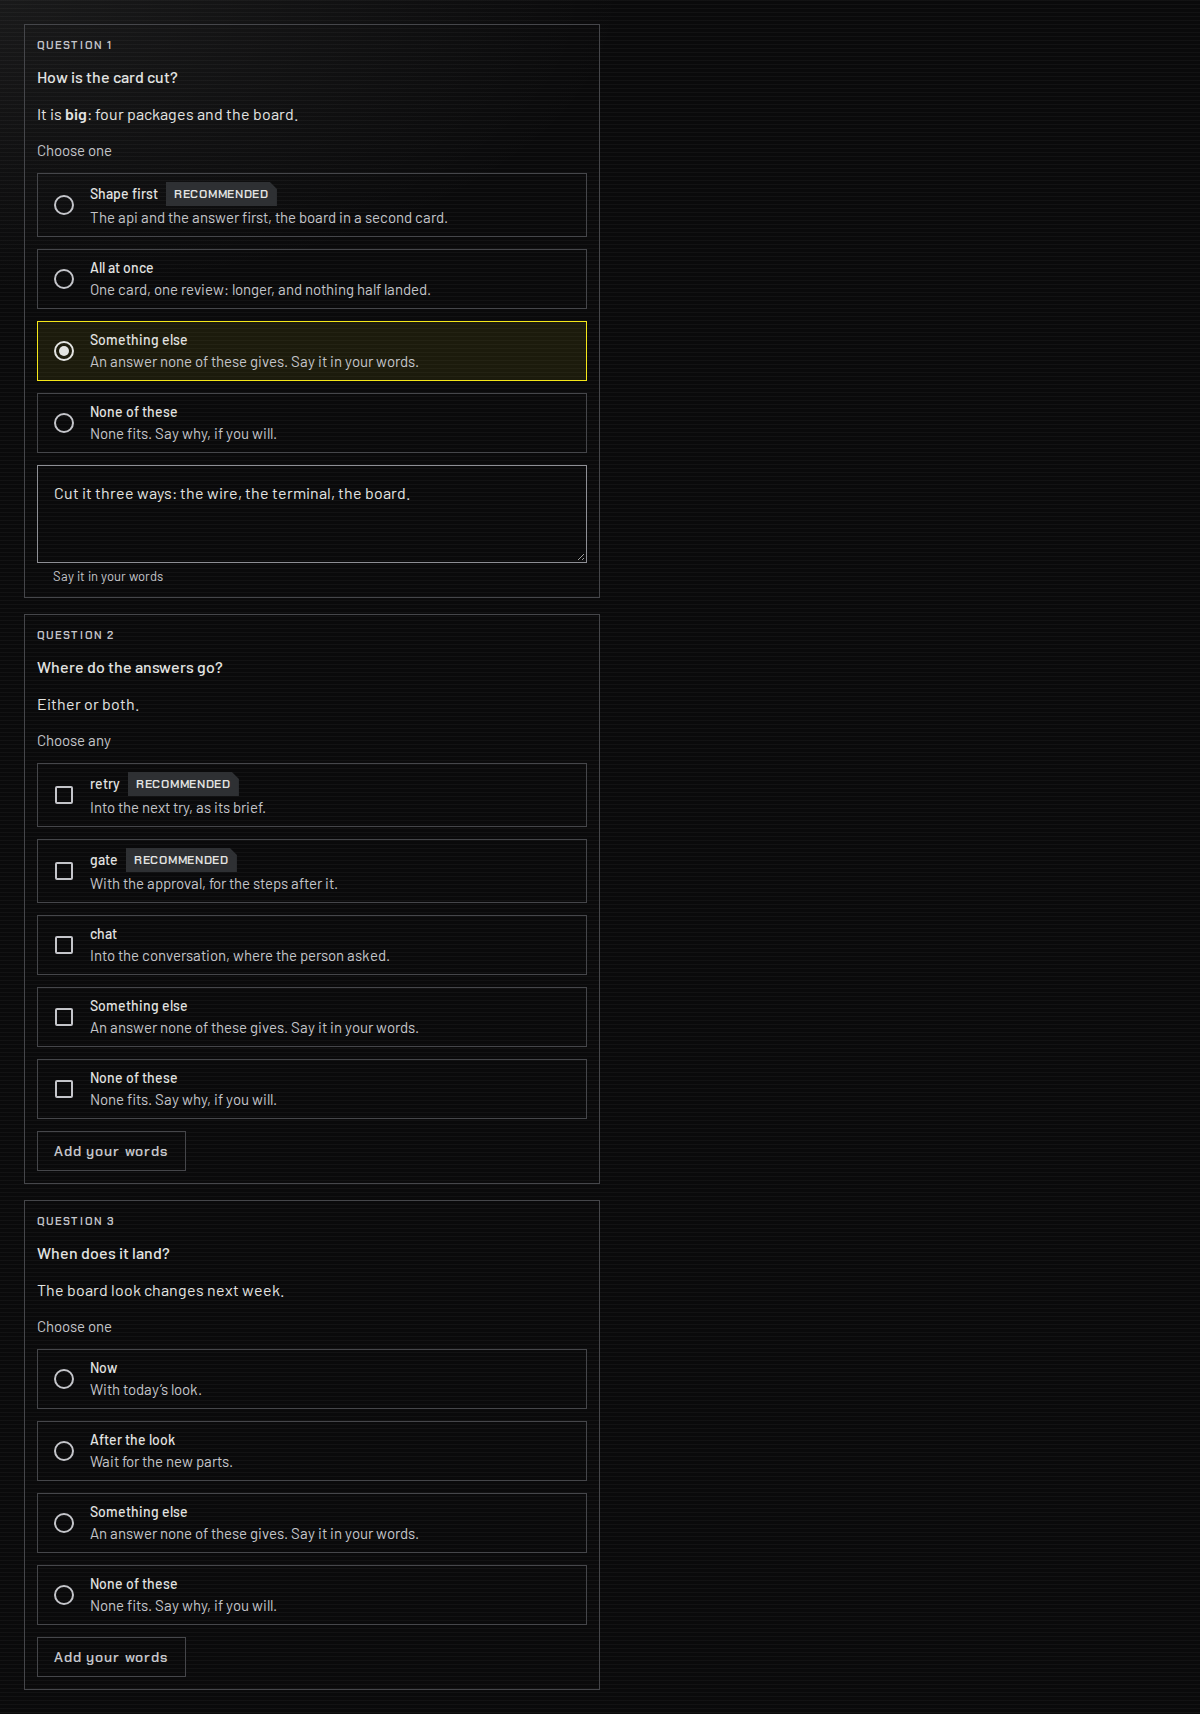 QUESTION 1
How is the card cut?
It is big: four packages and the board.
Choose one
Shape first RECOMMENDED
The api and the answer first, the board in a second card.
All at once
One card, one review: longer, and nothing half landed.
Something else
An answer none of these gives. Say it in your words.
None of these
None fits. Say why, if you will.
Cut it three ways: the wire, the terminal, the board.
Say it in your words
QUESTION 2
Where do the answers go?
Either or both.
Choose any
retry RECOMMENDED
Into the next try, as its brief.
gate RECOMMENDED
With the approval, for the steps after it.
chat
Into the conversation, where the person asked.
Something else
An answer none of these gives. Say it in your words.
None of these
None fits. Say why, if you will.
Add your words
QUESTION 3
When does it land?
The board look changes next week.
Choose one
Now
With today's look.
After the look
Wait for the new parts.
Something else
An answer none of these gives. Say it in your words.
None of these
None fits. Say why, if you will.
Add your words